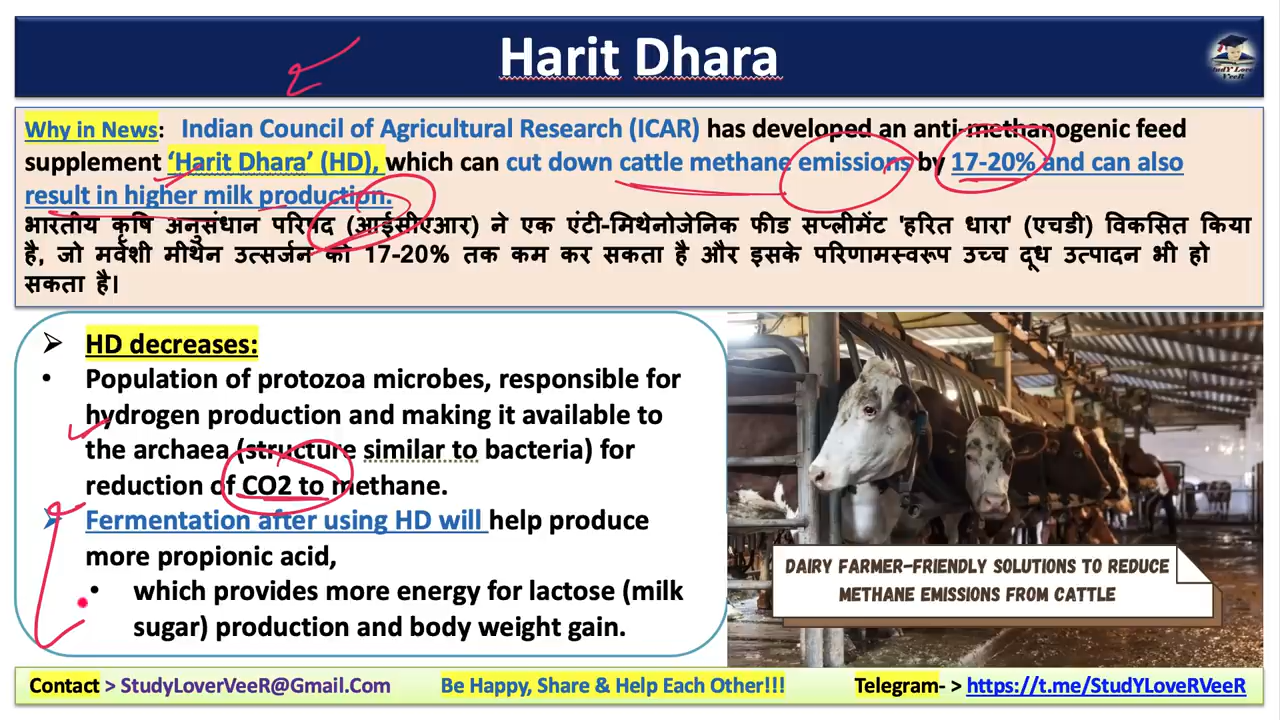 Harit Dhara
StudY Love
VeeR
Why in News: Indian Council of Agricultural Research (ICAR) has developed an anti-methanogenic feed
supplement ‘Harit Dhara’ (HD), which can cut down cattle methane emissions by 17-20% and can also
result in higher milk production.
भारतीय कृषि अनुसंधान परिषद (आईसीएआर) ने एक एंटी-मिथेनोजेनिक फीड सप्लीमेंट 'हरित धारा' (एचडी) विकसित किया
है, जो मवेशी मीथेन उत्सर्जन को 17-20% तक कम कर सकता है और इसके परिणामस्वरूप उच्च दूध उत्पादन भी हो
सकता है।
HD decreases:
Population of protozoa microbes, responsible for
hydrogen production and making it available to
the archaea (structure similar to bacteria) for
reduction of CO2 to methane.
Fermentation after using HD will help produce
more propionic acid,
which provides more energy for lactose (milk
sugar) production and body weight gain.
DAIRY FARMER-FRIENDLY SOLUTIONS TO REDUCE
METHANE EMISSIONS FROM CATTLE
Contact > StudyLoverVeeR@Gmail.Com Be Happy, Share & Help Each Other!!! Telegram- > https://t.me/StudYLoveRVeeR